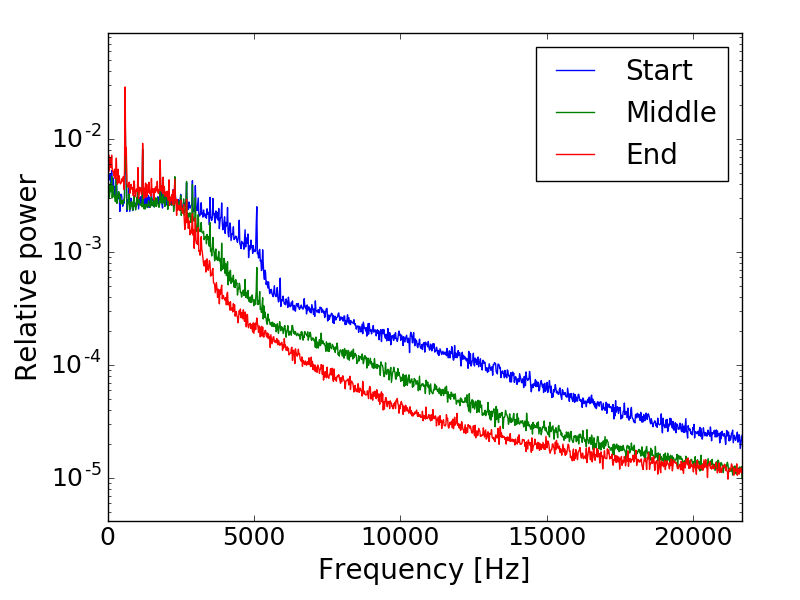 Start
Middle
End
10^-2
10^-3
10^-4
10^-5
Relative power
0 5000 10000 15000 20000
Frequency [Hz]